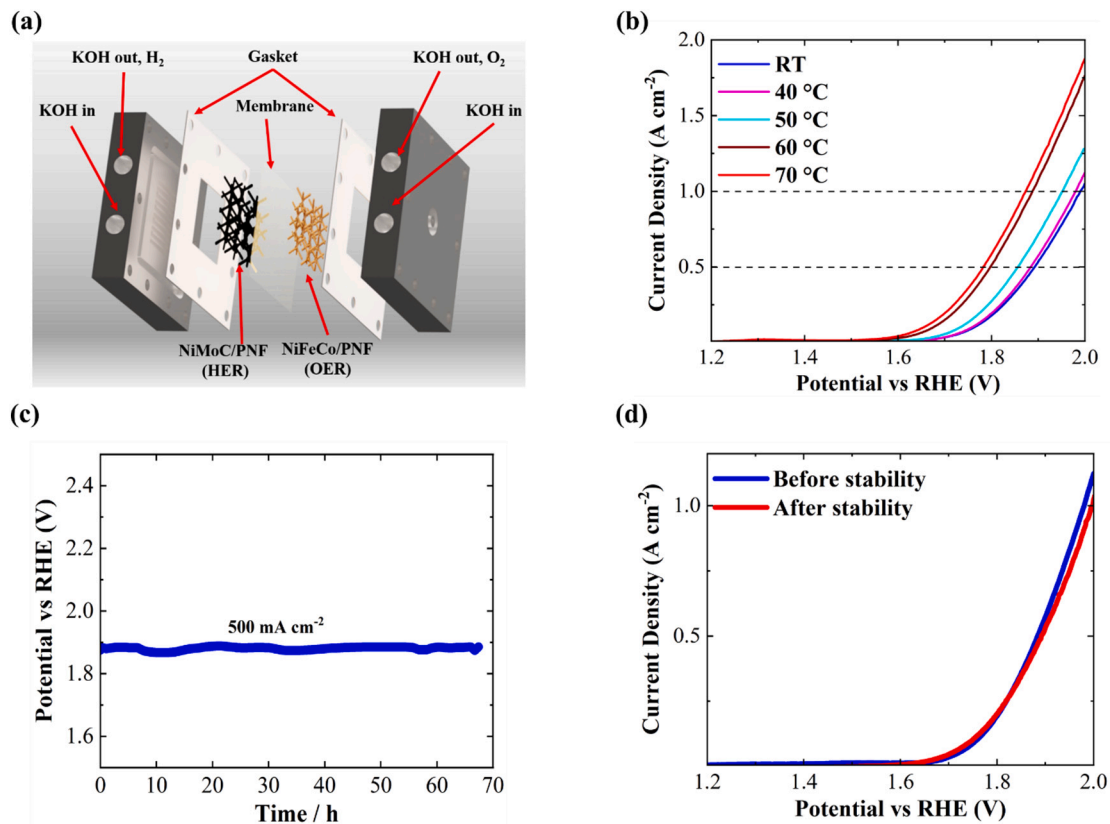 (a)
KOH out, H₂
Gasket
KOH out, O₂
KOH in
Membrane
KOH in
NiMoC/PNF
(HER)
NiFeCo/PNF
(OER)
(b)
Current Density (A cm⁻²)
2.0
1.5
1.0
0.5
RT
40 °C
50 °C
60 °C
70 °C
1.2 1.4 1.6 1.8 2.0
Potential vs RHE (V)
(c)
Potential vs RHE (V)
2.4
2.2
2.0
1.9
1.8
1.6
500 mA cm⁻²
0 10 20 30 40 50 60 70
Time / h
(d)
Current Density (A cm⁻²)
1.0
0.5
Before stability
After stability
1.2 1.4 1.6 1.8 2.0
Potential vs RHE (V)